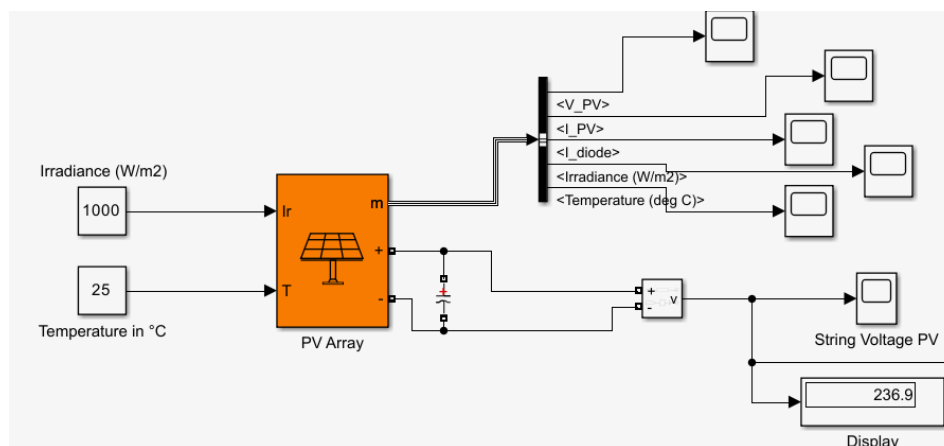 <V_PV>
<I_PV>
<I_diode>
<Irradiance (W/m2)>
<Temperature (deg C)>
Irradiance (W/m2)
1000
Ir
m
+
25
T
-
Temperature in °C
PV Array
+
+
-
v
String Voltage PV
236.9
Display